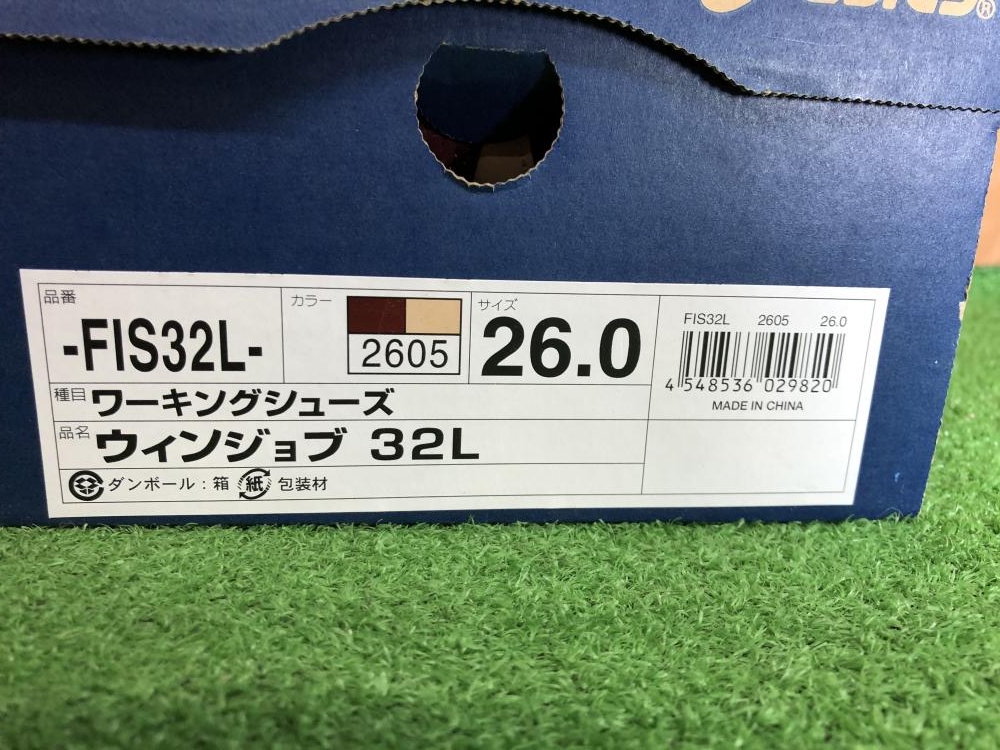 ®
品番
-FIS32L-
カラー
2605
サイズ
26.0
種目 ワーキングシューズ
品名 ウィンジョブ 32L
ダンボール：箱 紙 包装材
FIS32L 2605 26.0
4 548536 029820
MADE IN CHINA